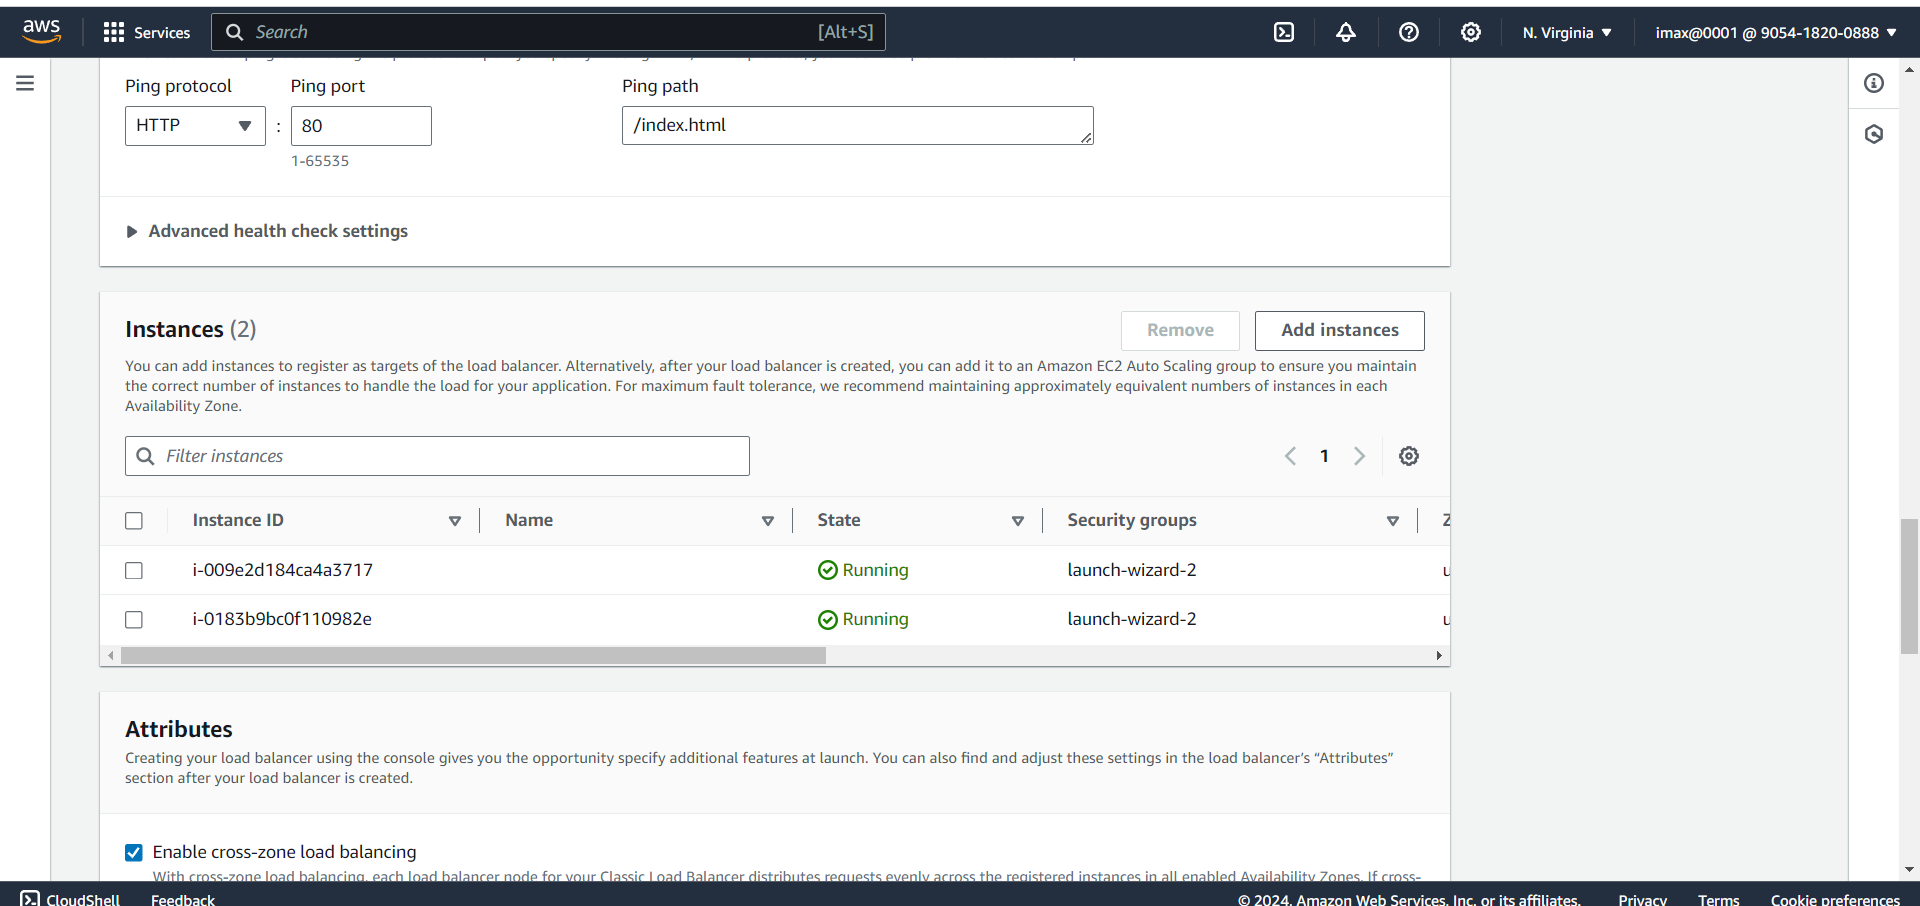 aws Services Search [Alt+S] N. Virginia imax@0001 @ 9054-1820-0888
Ping protocol Ping port Ping path
HTTP : 80 /index.html
1-65535
Advanced health check settings
Instances (2) Remove Add instances
You can add instances to register as targets of the load balancer. Alternatively, after your load balancer is created, you can add it to an Amazon EC2 Auto Scaling group to ensure you maintain
the correct number of instances to handle the load for your application. For maximum fault tolerance, we recommend maintaining approximately equivalent numbers of instances in each
Availability Zone.
Filter instances 1
Instance ID Name State Security groups
i-009e2d184ca4a3717 Running launch-wizard-2
i-0183b9bc0f110982e Running launch-wizard-2
Attributes
Creating your load balancer using the console gives you the opportunity specify additional features at launch. You can also find and adjust these settings in the load balancer's “Attributes”
section after your load balancer is created.
Enable cross-zone load balancing
With cross-zone load balancing, each load balancer node for your Classic Load Balancer distributes requests evenly across the registered instances in all enabled Availability Zones. If cross-
CloudShell Feedback © 2024, Amazon Web Services, Inc. or its affiliates. Privacy Terms Cookie preferences